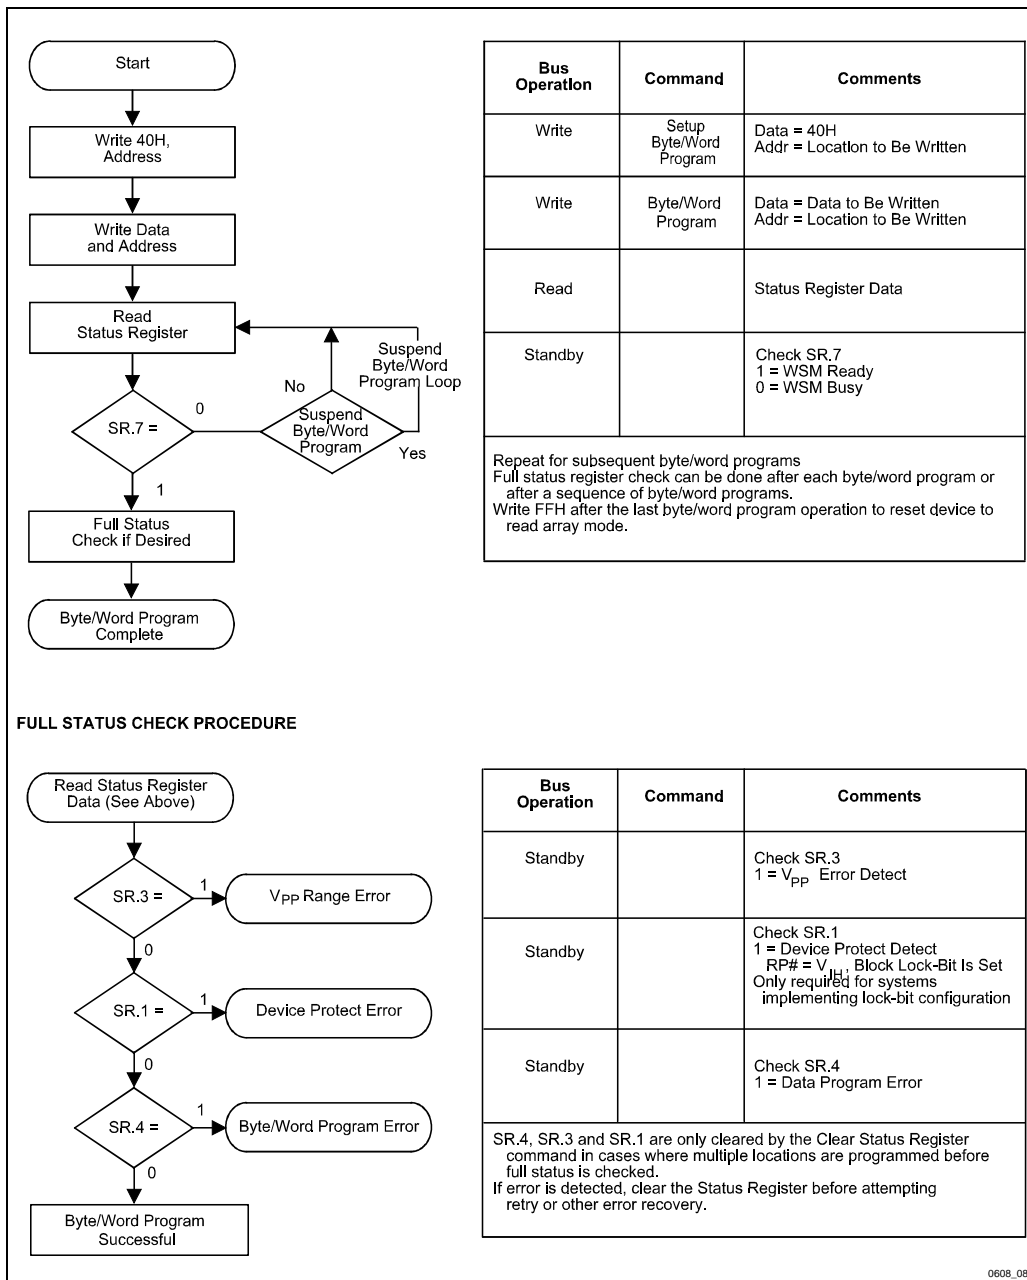 Start
Write 40H,
Address
Write Data
and Address
Read
Status Register
SR.7 =
0
1
No
Suspend
Byte/Word
Program
Yes
Suspend
Byte/Word
Program Loop
Full Status
Check if Desired
Byte/Word Program
Complete
Bus
Operation
Command
Comments
Write
Setup
Byte/Word
Program
Data = 40H
Addr = Location to Be Written
Write
Byte/Word
Program
Data = Data to Be Written
Addr = Location to Be Written
Read
Status Register Data
Standby
Check SR.7
1 = WSM Ready
0 = WSM Busy
Repeat for subsequent byte/word programs
Full status register check can be done after each byte/word program or
after a sequence of byte/word programs.
Write FFH after the last byte/word program operation to reset device to
read array mode.
FULL STATUS CHECK PROCEDURE
Read Status Register
Data (See Above)
SR.3 =
1
VPP Range Error
0
SR.1 =
1
Device Protect Error
0
SR.4 =
1
Byte/Word Program Error
0
Byte/Word Program
Successful
Bus
Operation
Command
Comments
Standby
Check SR.3
1 = VPP Error Detect
Standby
Check SR.1
1 = Device Protect Detect
RP# = VIH, Block Lock-Bit Is Set
Only required for systems
implementing lock-bit configuration
Standby
Check SR.4
1 = Data Program Error
SR.4, SR.3 and SR.1 are only cleared by the Clear Status Register
command in cases where multiple locations are programmed before
full status is checked.
If error is detected, clear the Status Register before attempting
retry or other error recovery.
0608_08